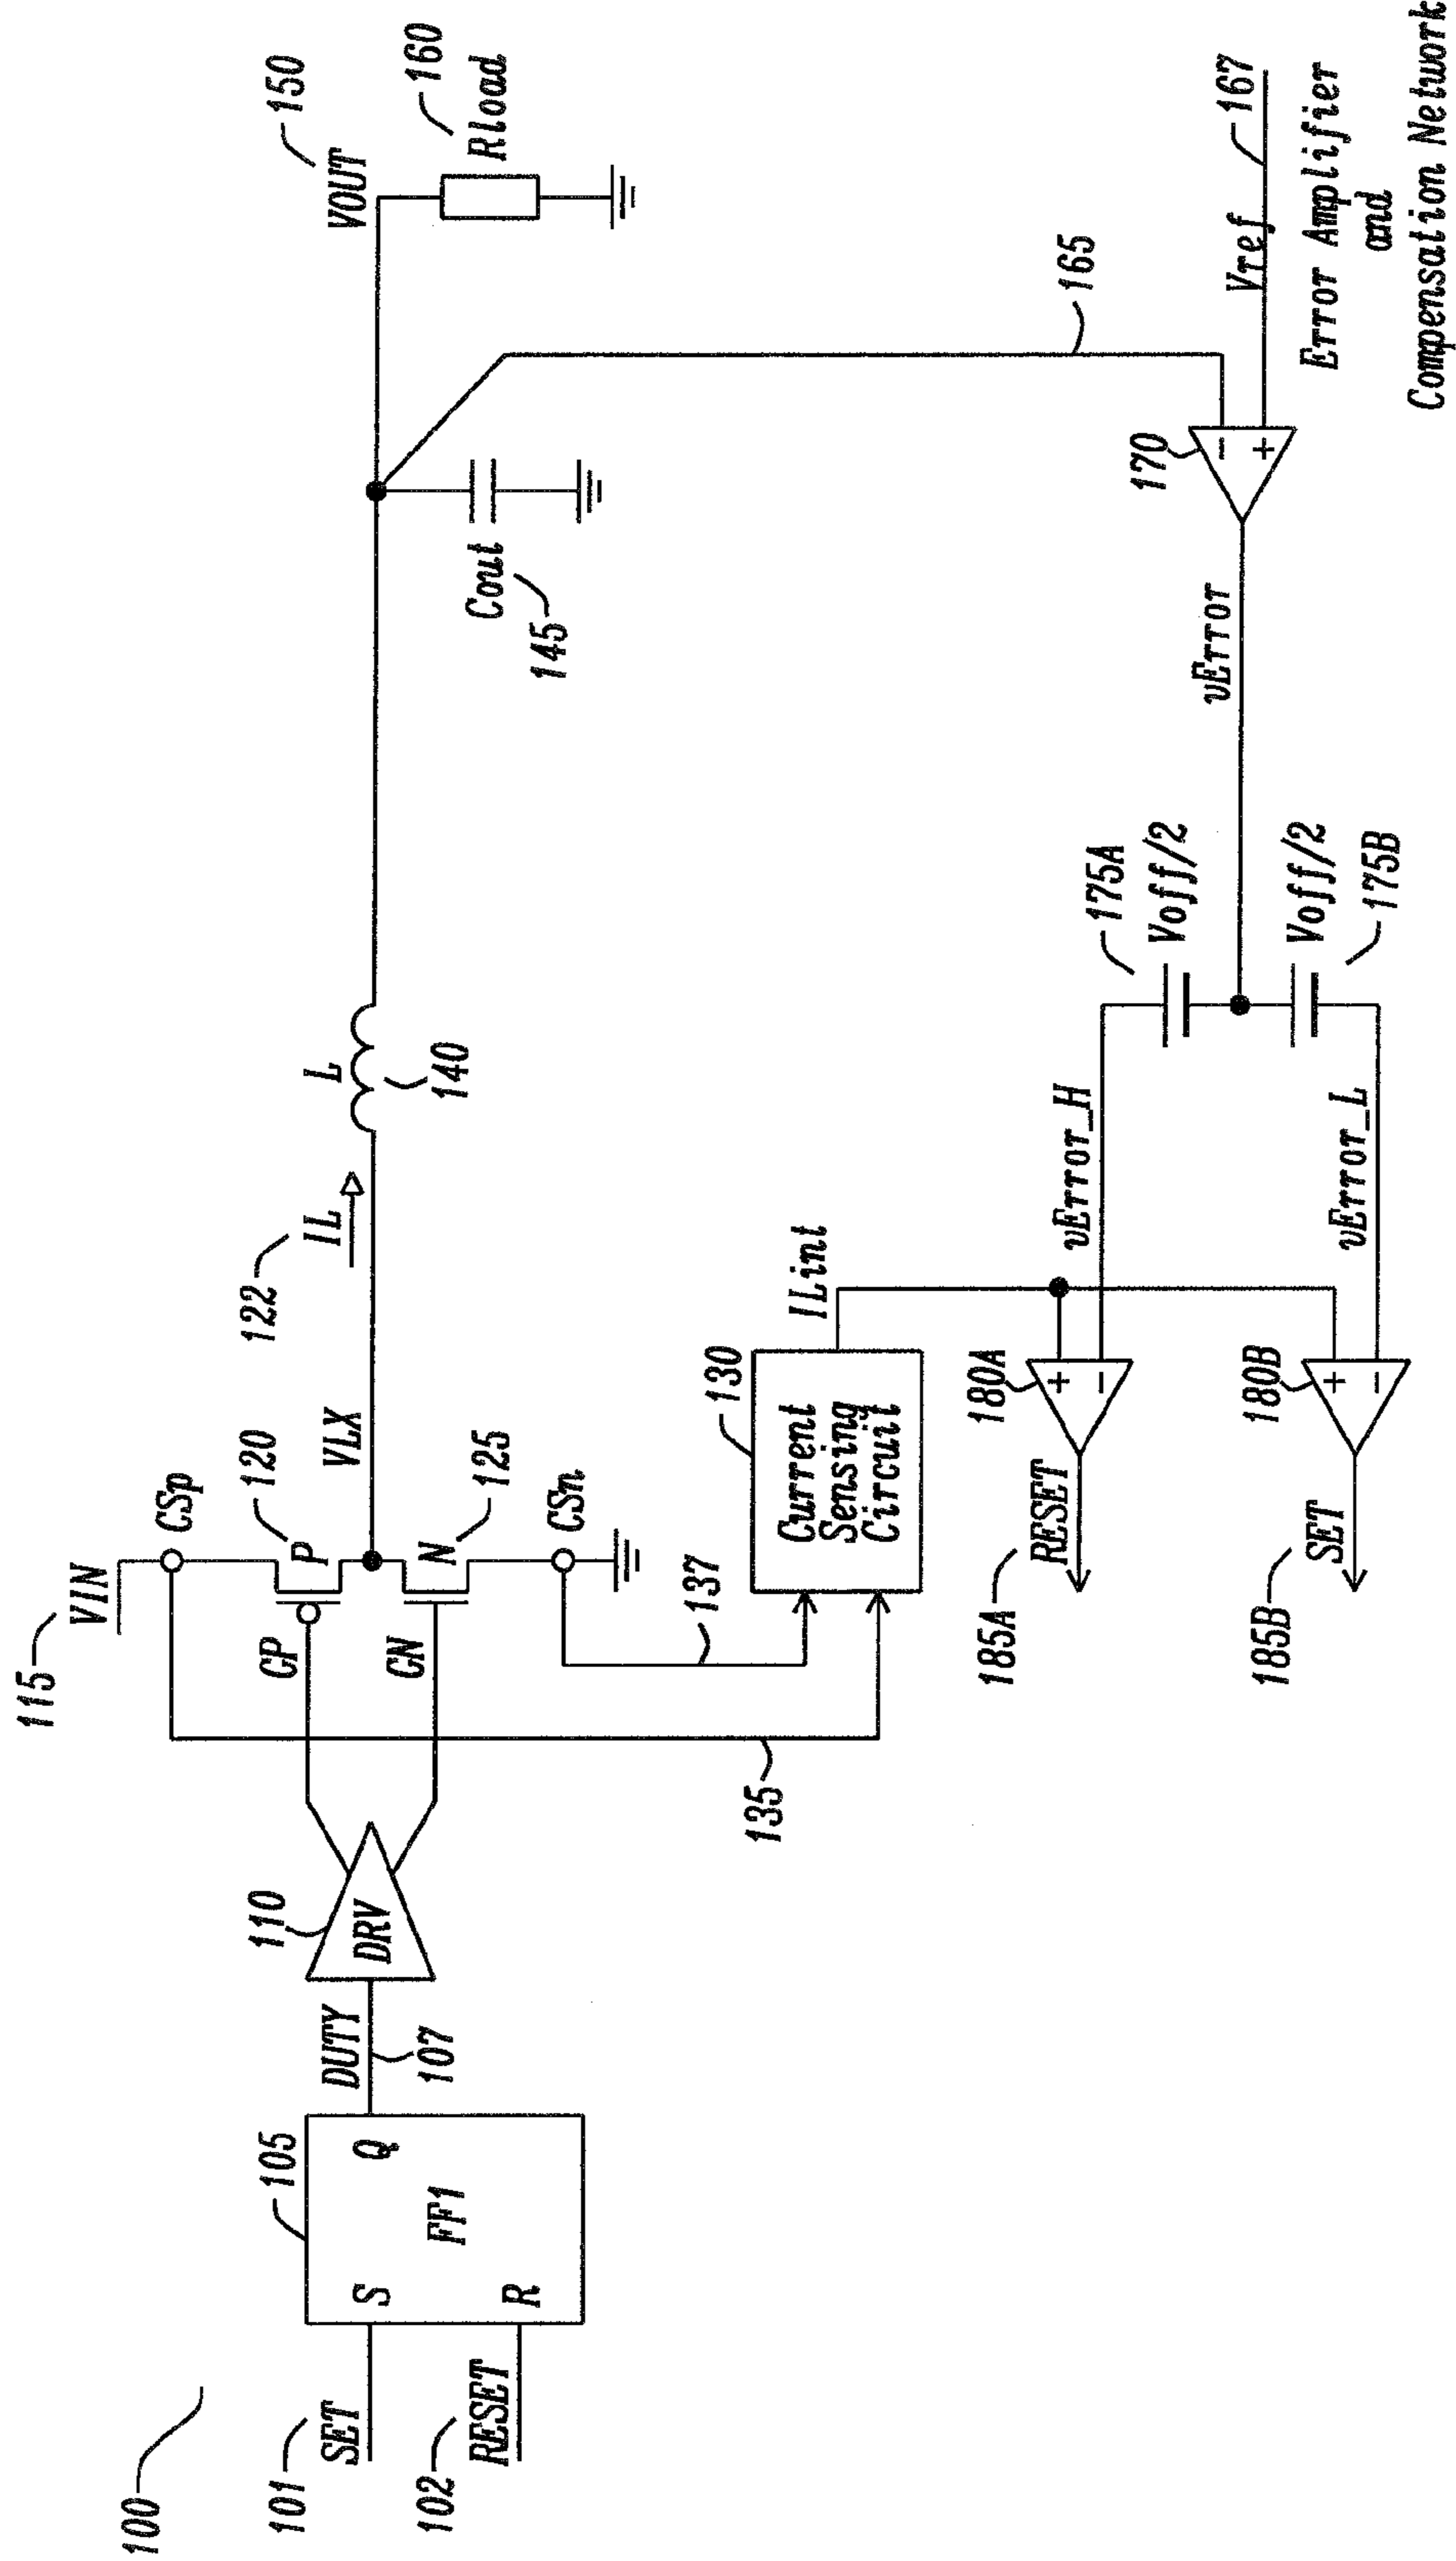 100
101
SET
102
RESET
105
S
Q
R
FF1
DUTY
107
110
DRV
115
VIN
CSp
CP
P
120
VLX
CN
N
125
CSn
122
IL
L
140
VOUT
150
Rload
160
Cout
145
135
137
130
Current
Sensing
Circuit
ILint
165
Vref
167
Error Amplifier
and
Compensation Network
170
-
+
vError
175A
Voff/2
Voff/2
175B
vError_H
vError_L
180A
+
-
180B
+
-
185A
RESET
185B
SET